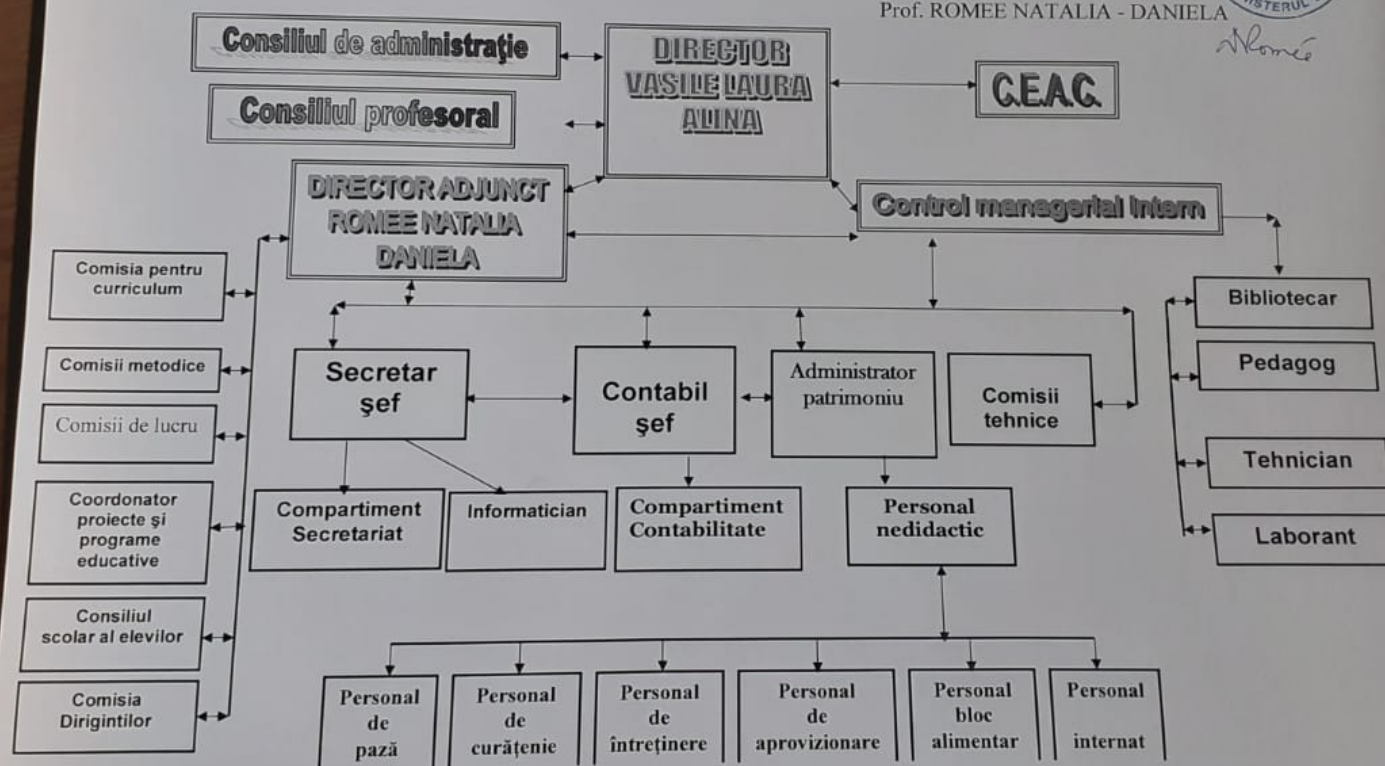 Prof. ROMEE NATALIA - DANIELA
Consiliul de administraţie
DIRECTOR
VASILE LAURA
ALINA
C.E.A.C.
Consiliul profesoral
DIRECTOR ADJUNCT
ROMEE NATALIA
DANIELA
Control managerial intern
Comisia pentru
curriculum
Bibliotecar
Comisii metodice
Secretar
şef
Contabil
şef
Administrator
patrimoniu
Comisii
tehnice
Pedagog
Comisii de lucru
Tehnician
Coordonator
proiecte şi
programe
educative
Compartiment
Secretariat
Informatician
Compartiment
Contabilitate
Personal
nedidactic
Laborant
Consiliul
scolar al elevilor
Comisia
Dirigintilor
Personal
de
pază
Personal
de
curăţenie
Personal
de
întreţinere
Personal
de
aprovizionare
Personal
bloc
alimentar
Personal
internat